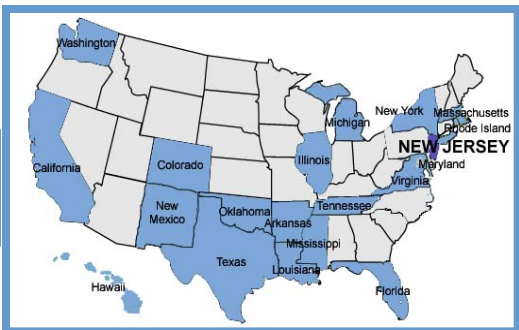 Washington
New York
Massachusetts
Michigan
Rhode Island
NEW JERSEY
Illinois
Maryland
California
Colorado
Virginia
New
Mexico
Oklahoma
Tennessee
Arkansas
Mississippi
Texas
Louisiana
Hawaii
Florida